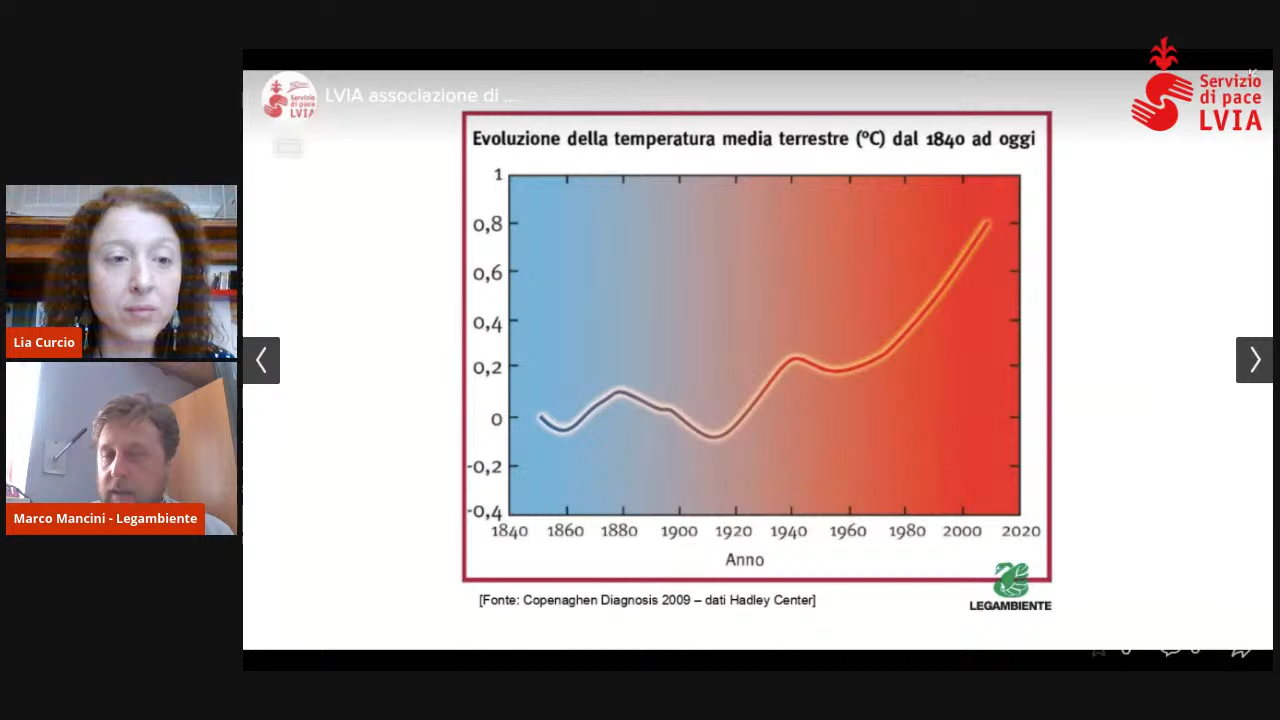 LVIA associazione di ...
Servizio
di pace
LVIA
Servizio
di pace
LVIA
Evoluzione della temperatura media terrestre (°C) dal 1840 ad oggi
1
0,8
0,6
0,4
0,2
0
-0,2
-0,4
1840 1860 1880 1900 1920 1940 1960 1980 2000 2020
Anno
[Fonte: Copenaghen Diagnosis 2009 – dati Hadley Center]
LEGAMBIENTE
Lia Curcio
Marco Mancini - Legambiente